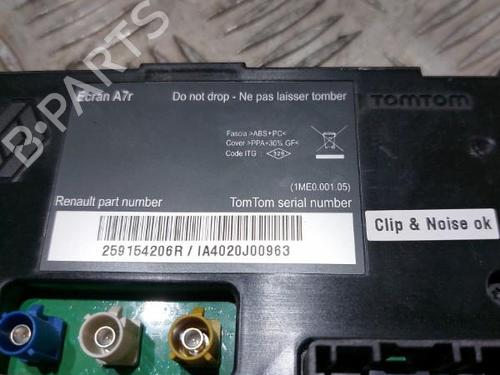 B-PARTS
Ecran A7r
Do not drop - Ne pas laisser tomber
TOMTOM
Fascia >ABS+PC<
Cover >PPA+30% GF<
Code ITG :
(1ME0.001.05)
Renault part number
TomTom serial number
Clip & Noise ok
259154206R / IA4020J00963